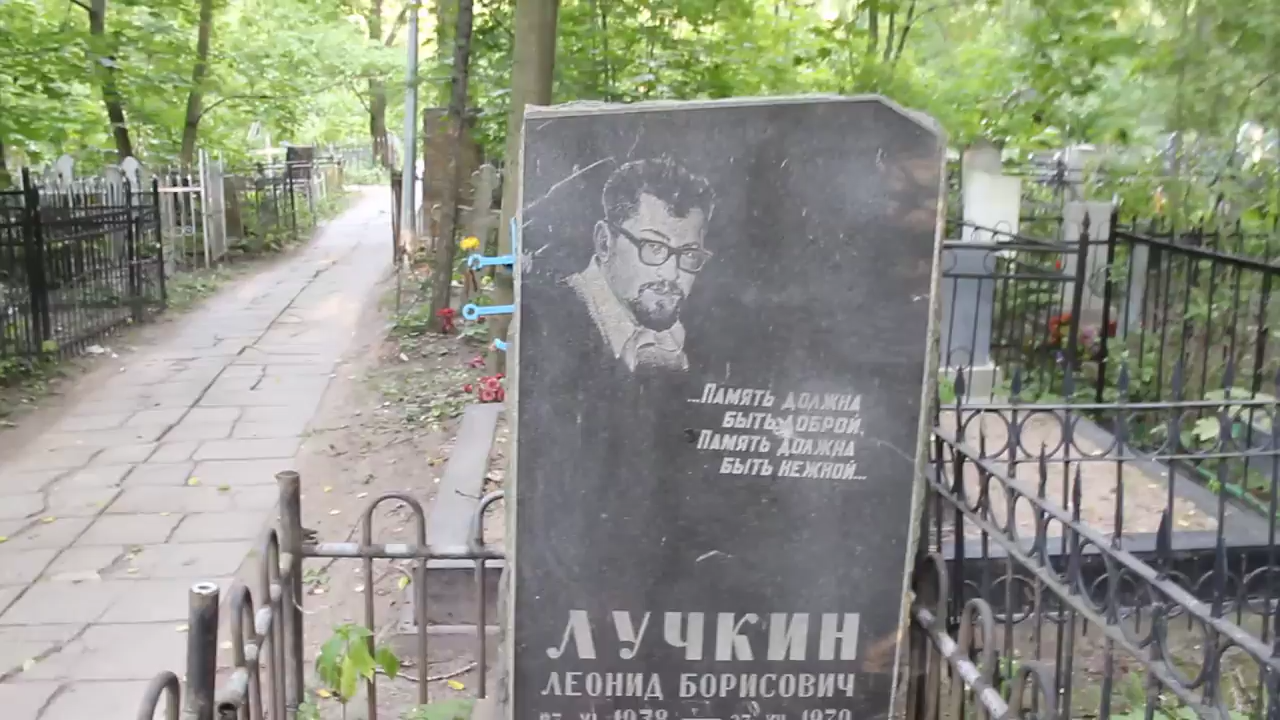 ...ПАМЯТЬ ДОЛЖНА
БЫТЬ ДОБРОЙ,
ПАМЯТЬ ДОЛЖНА
БЫТЬ НЕЖНОЙ...
ЛУЧКИН
ЛЕОНИД БОРИСОВИЧ